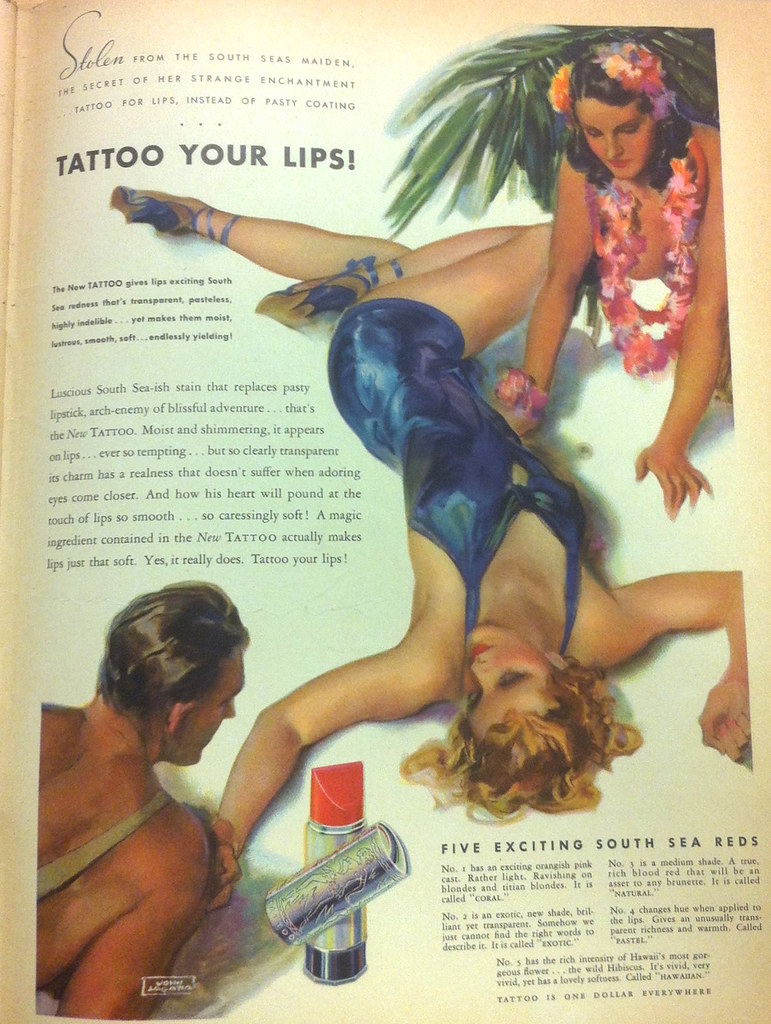 Stolen FROM THE SOUTH SEAS MAIDEN,
THE SECRET OF HER STRANGE ENCHANTMENT
. . . TATTOO FOR LIPS, INSTEAD OF PASTY COATING
. . .
TATTOO YOUR LIPS!
The New TATTOO gives lips exciting South
Sea redness that's transparent, pasteless,
highly indelible . . . yet makes them moist,
lustrous, smooth, soft . . . endlessly yielding!
Luscious South Sea-ish stain that replaces pasty
lipstick, arch-enemy of blissful adventure . . . that's
the New TATTOO. Moist and shimmering, it appears
on lips . . . ever so tempting . . . but so clearly transparent
its charm has a realness that doesn't suffer when adoring
eyes come closer. And how his heart will pound at the
touch of lips so smooth . . . so caressingly soft! A magic
ingredient contained in the New TATTOO actually makes
lips just that soft. Yes, it really does. Tattoo your lips!
FIVE EXCITING SOUTH SEA REDS
No. 1 has an exciting orangish pink
cast. Rather light. Ravishing on
blondes and titian blondes. It is
called "CORAL."
No. 2 is an exotic, new shade, bril-
liant yet transparent. Somehow we
just cannot find the right words to
describe it. It is called "EXOTIC."
No. 3 is a medium shade. A true,
rich blood red that will be an
asset to any brunette. It is called
"NATURAL."
No. 4 changes hue when applied to
the lips. Gives an unusually trans-
parent richness and warmth. Called
"PASTEL."
No. 5 has the rich intensity of Hawaii's most gor-
geous flower . . . the wild Hibiscus. It's vivid, very
vivid, yet has a lovely softness. Called "HAWAIIAN."
TATTOO IS ONE DOLLAR EVERYWHERE